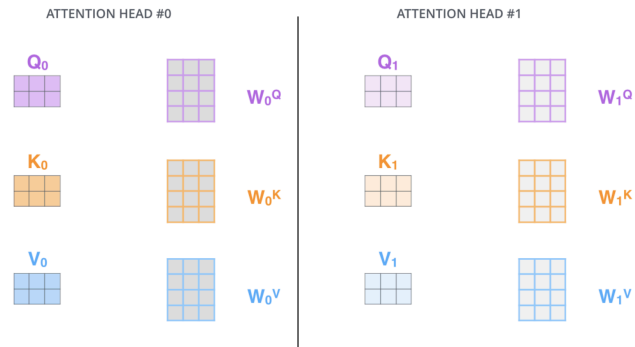 ATTENTION HEAD #0
Q₀
W₀Q
K₀
W₀K
V₀
W₀V
ATTENTION HEAD #1
Q₁
W₁Q
K₁
W₁K
V₁
W₁V